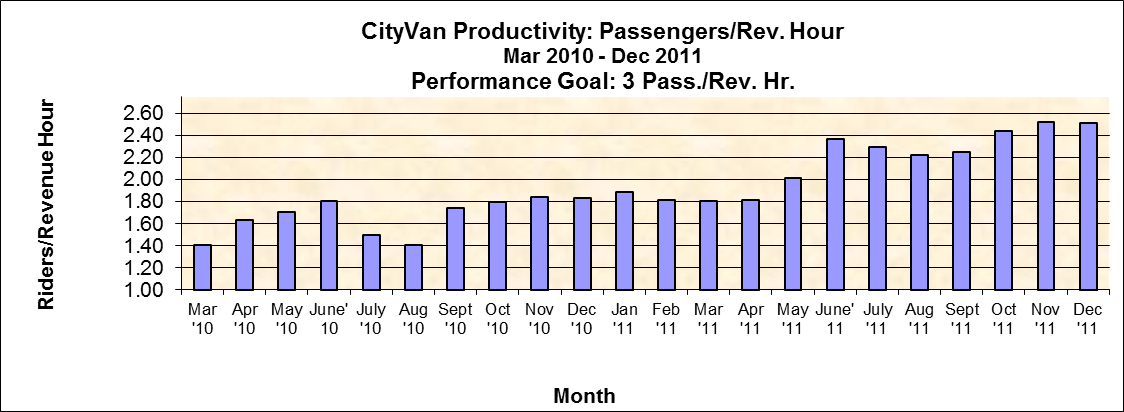 CityVan Productivity: Passengers/Rev. Hour
Mar 2010 - Dec 2011
Performance Goal: 3 Pass./Rev. Hr.
Riders/Revenue Hour
2.60
2.40
2.20
2.00
1.80
1.60
1.40
1.20
1.00
Mar Apr May June' July Aug Sept Oct Nov Dec Jan Feb Mar Apr May June' July Aug Sept Oct Nov Dec
'10 '10 '10 10 '10 '10 '10 '10 '10 '10 '11 '11 '11 '11 '11 11 '11 '11 '11 '11 '11 '11
Month